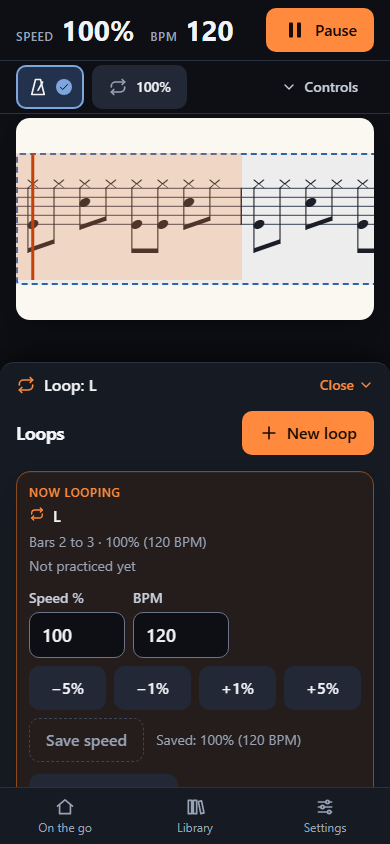 SPEED 100% BPM 120 Pause
100% Controls
Loop: L Close
Loops New loop
NOW LOOPING
L
Bars 2 to 3 · 100% (120 BPM)
Not practiced yet
Speed % BPM
100 120
−5% −1% +1% +5%
Save speed Saved: 100% (120 BPM)
On the go Library Settings